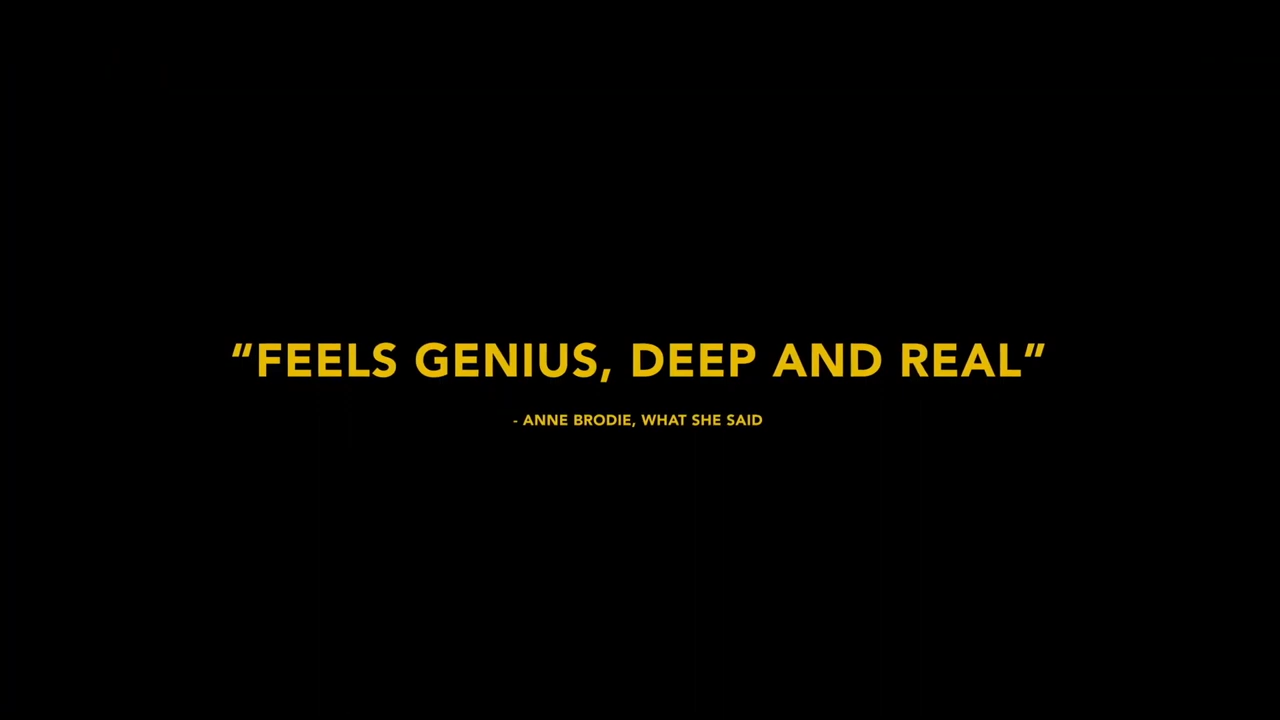 “FEELS GENIUS, DEEP AND REAL”
- ANNE BRODIE, WHAT SHE SAID